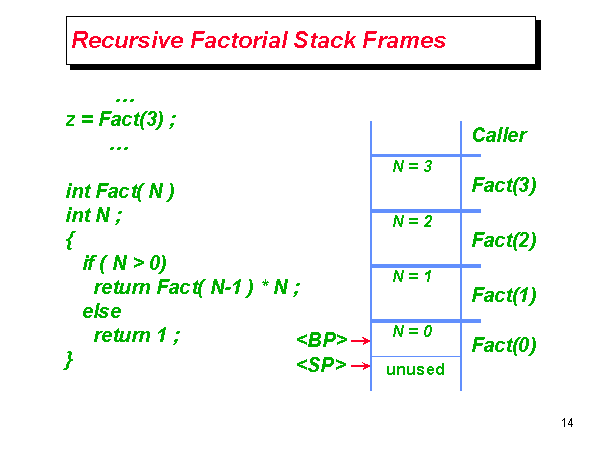 Recursive Factorial Stack Frames
...
z = Fact(3) ;
...
int Fact( N )
int N ;
{
if ( N > 0)
return Fact( N-1 ) * N ;
else
return 1 ;
}
Caller
N = 3
Fact(3)
N = 2
Fact(2)
N = 1
Fact(1)
<BP>
N = 0
Fact(0)
<SP>
unused
14